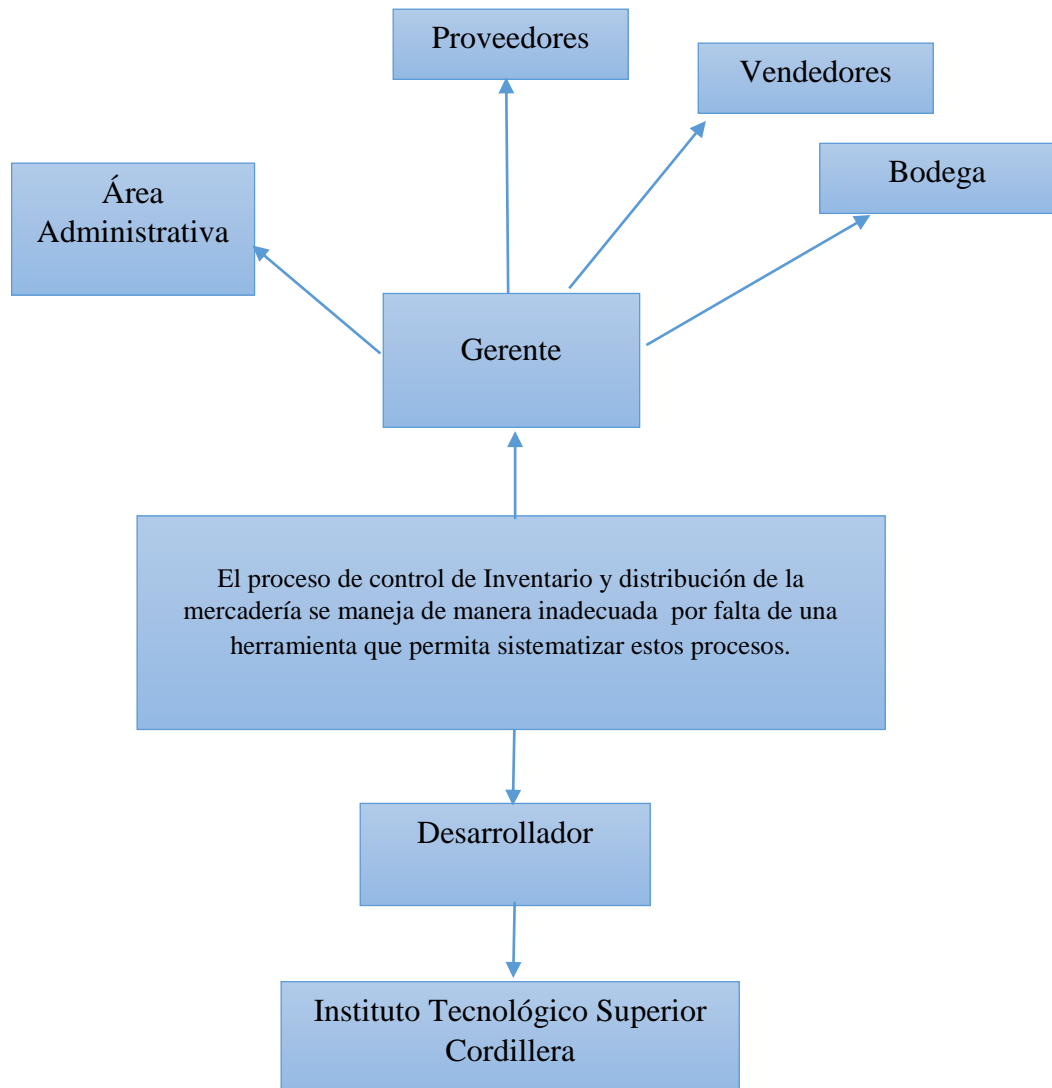 Proveedores
Vendedores
Bodega
Área
Administrativa
Gerente
El proceso de control de Inventario y distribución de la
mercadería se maneja de manera inadecuada  por falta de una
herramienta que permita sistematizar estos procesos.
Desarrollador
Instituto Tecnológico Superior
Cordillera